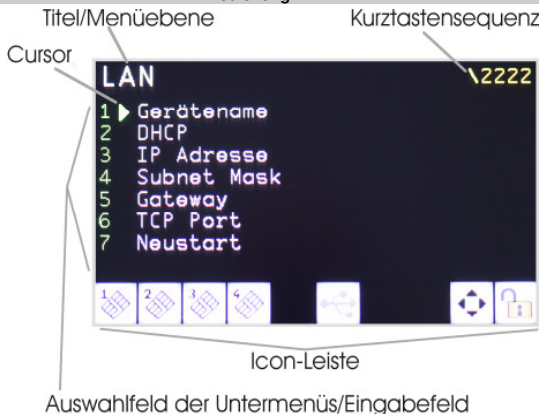 Titel/Menüebene
Kurztastensequenz
Cursor
LAN
\2222
1 Gerätename
2 DHCP
3 IP Adresse
4 Subnet Mask
5 Gateway
6 TCP Port
7 Neustart
1 2 3 4
Icon-Leiste
Auswahlfeld der Untermenüs/Eingabefeld